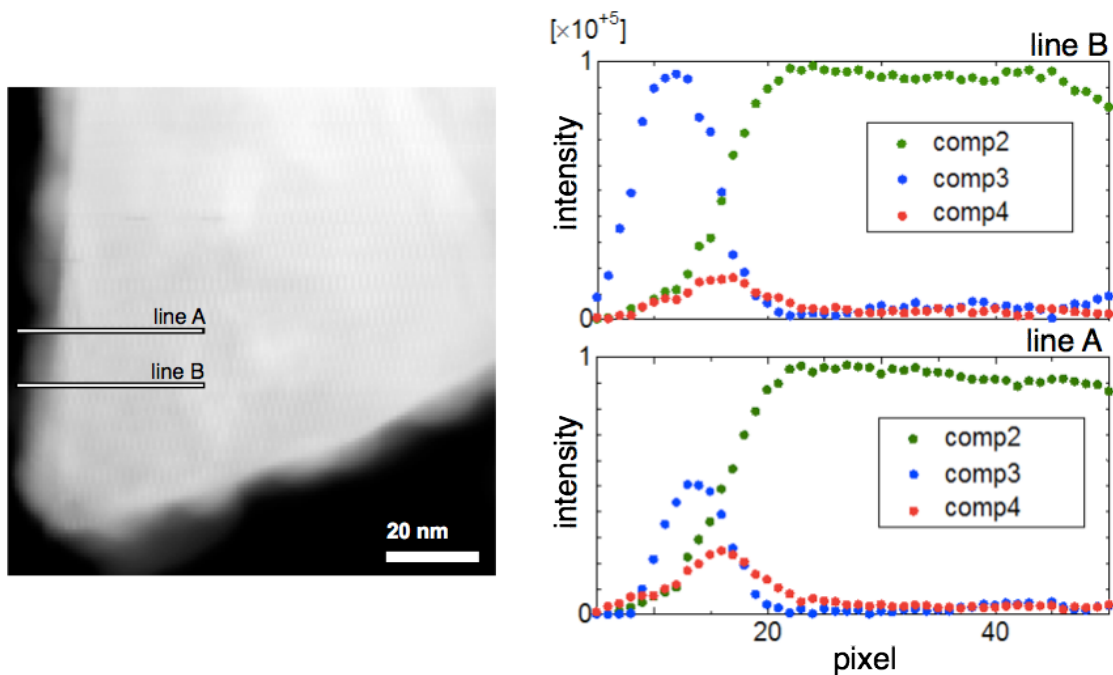 line A
line B
20 nm
[×10⁺⁵]
line B
1
intensity
comp2
comp3
comp4
0
line A
1
intensity
comp2
comp3
comp4
0
20
40
pixel